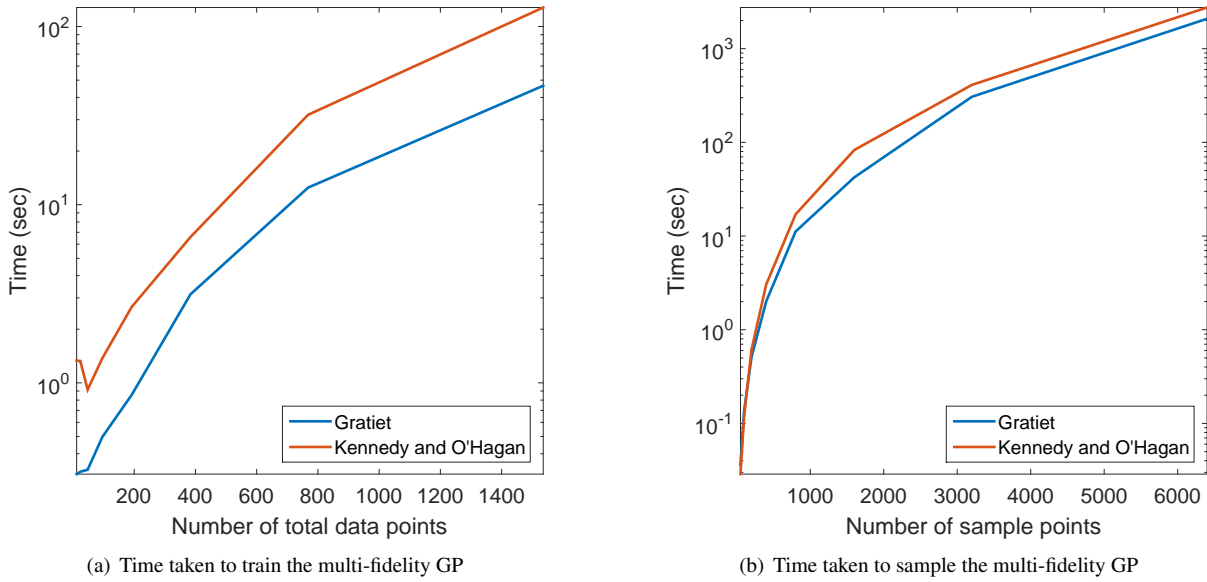 10^2
10^1
10^0
Time (sec)
200 400 600 800 1000 1200 1400
Number of total data points
Gratiet
Kennedy and O'Hagan
(a) Time taken to train the multi-fidelity GP
10^3
10^2
10^1
10^0
10^-1
Time (sec)
1000 2000 3000 4000 5000 6000
Number of sample points
Gratiet
Kennedy and O'Hagan
(b) Time taken to sample the multi-fidelity GP